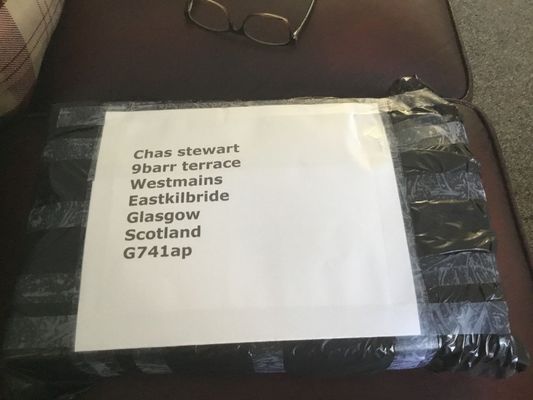 Chas stewart
9barr terrace
Westmains
Eastkilbride
Glasgow
Scotland
G741ap